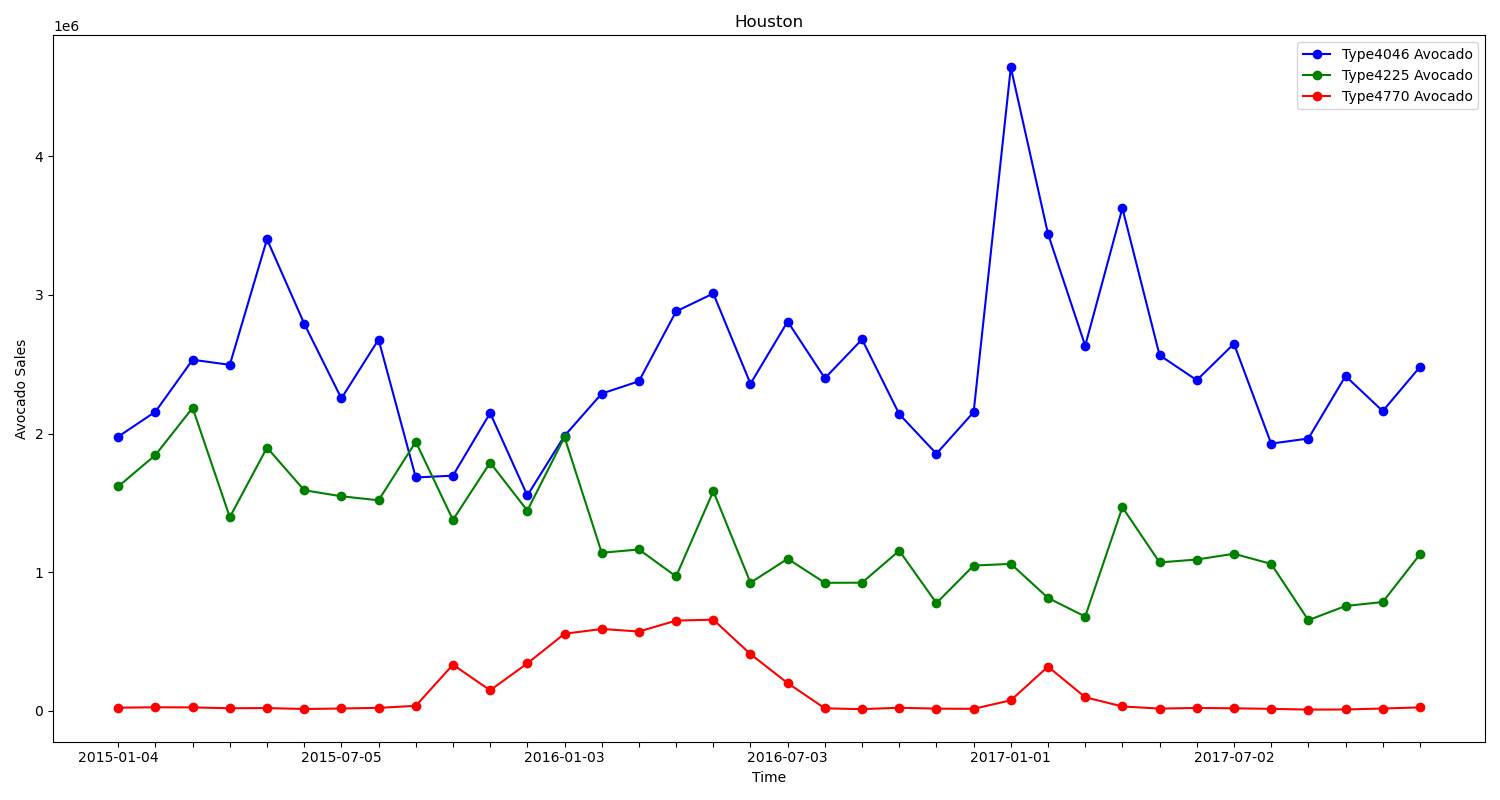 Houston
1e6
Type4046 Avocado
Type4225 Avocado
Type4770 Avocado
4
3
2
1
0
Avocado Sales
2015-01-04
2015-07-05
2016-01-03
2016-07-03
2017-01-01
2017-07-02
Time